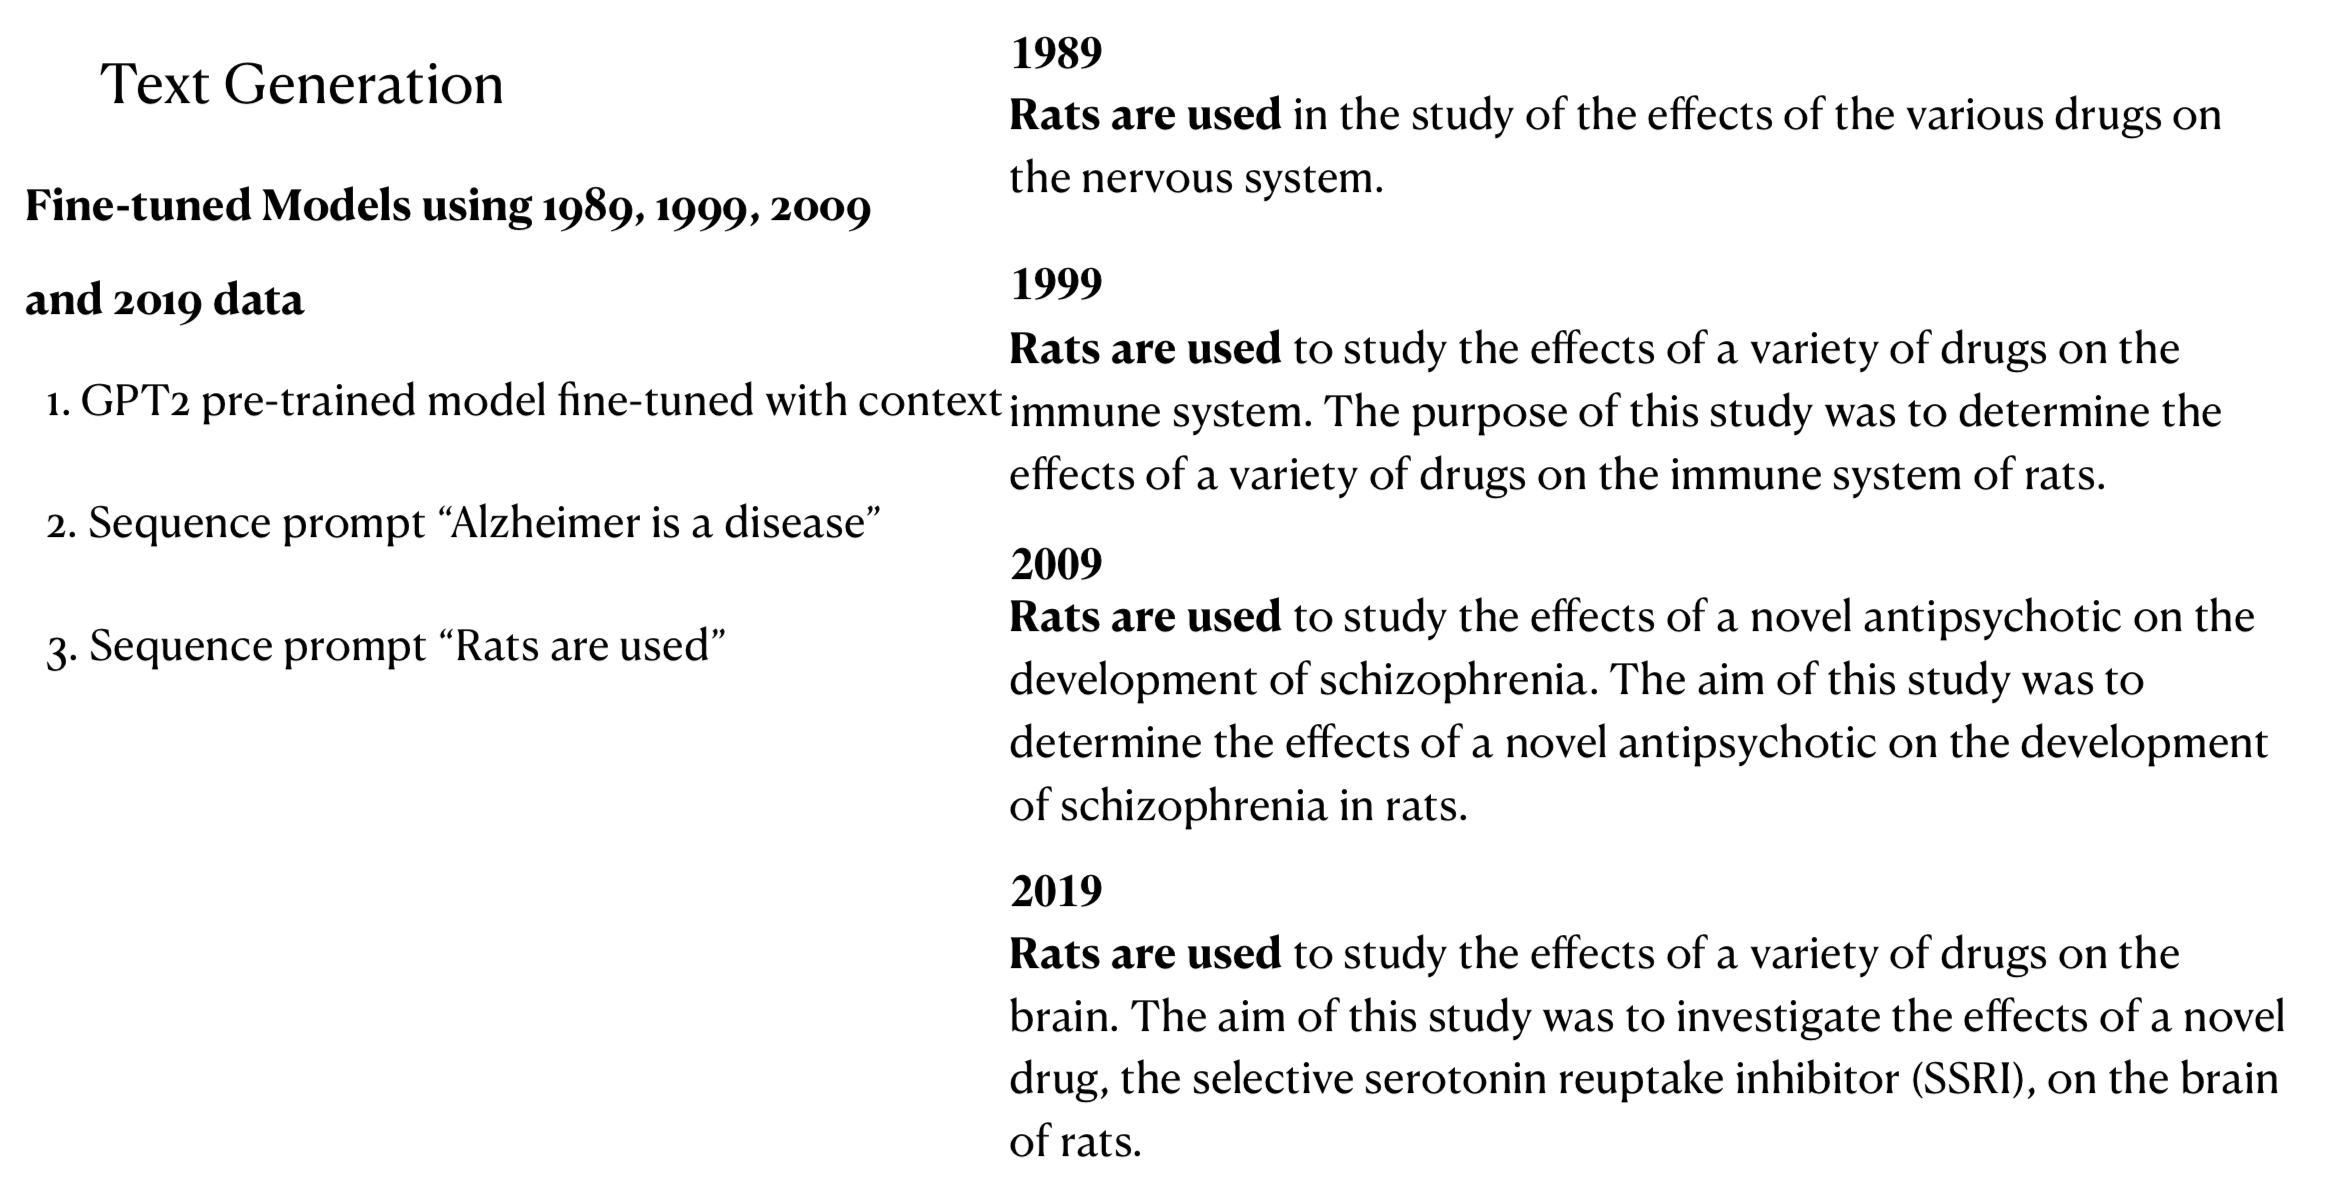 Text Generation
Fine-tuned Models using 1989, 1999, 2009
and 2019 data
1. GPT2 pre-trained model fine-tuned with context
2. Sequence prompt “Alzheimer is a disease”
3. Sequence prompt “Rats are used”
1989
Rats are used in the study of the effects of the various drugs on
the nervous system.
1999
Rats are used to study the effects of a variety of drugs on the
immune system. The purpose of this study was to determine the
effects of a variety of drugs on the immune system of rats.
2009
Rats are used to study the effects of a novel antipsychotic on the
development of schizophrenia. The aim of this study was to
determine the effects of a novel antipsychotic on the development
of schizophrenia in rats.
2019
Rats are used to study the effects of a variety of drugs on the
brain. The aim of this study was to investigate the effects of a novel
drug, the selective serotonin reuptake inhibitor (SSRI), on the brain
of rats.